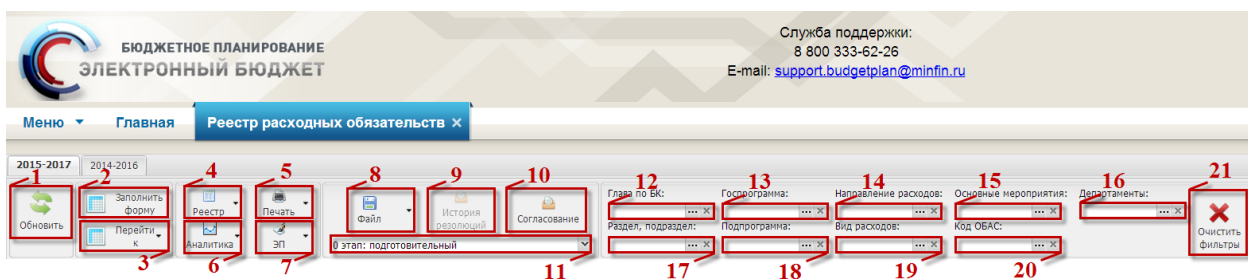 БЮДЖЕТНОЕ ПЛАНИРОВАНИЕ
ЭЛЕКТРОННЫЙ БЮДЖЕТ
Служба поддержки:
8 800 333-62-26
E-mail: support.budgetplan@minfin.ru
Меню Главная Реестр расходных обязательств ×
2015-2017 2014-2016
1 2 4 5 8 9 10 12 13 14 15 16 21
Глава по БК: Госпрограмма: Направление расходов: Основные мероприятия: Департаменты:
Заполнить форму
Реестр Печать
Файл История резолюций Согласование
Обновить
Перейти к
Аналитика ЭП
Раздел, подраздел: Подпрограмма: Вид расходов: Код ОБАС:
Очистить фильтры
0 этап: подготовительный
3 6 7 11 17 18 19 20